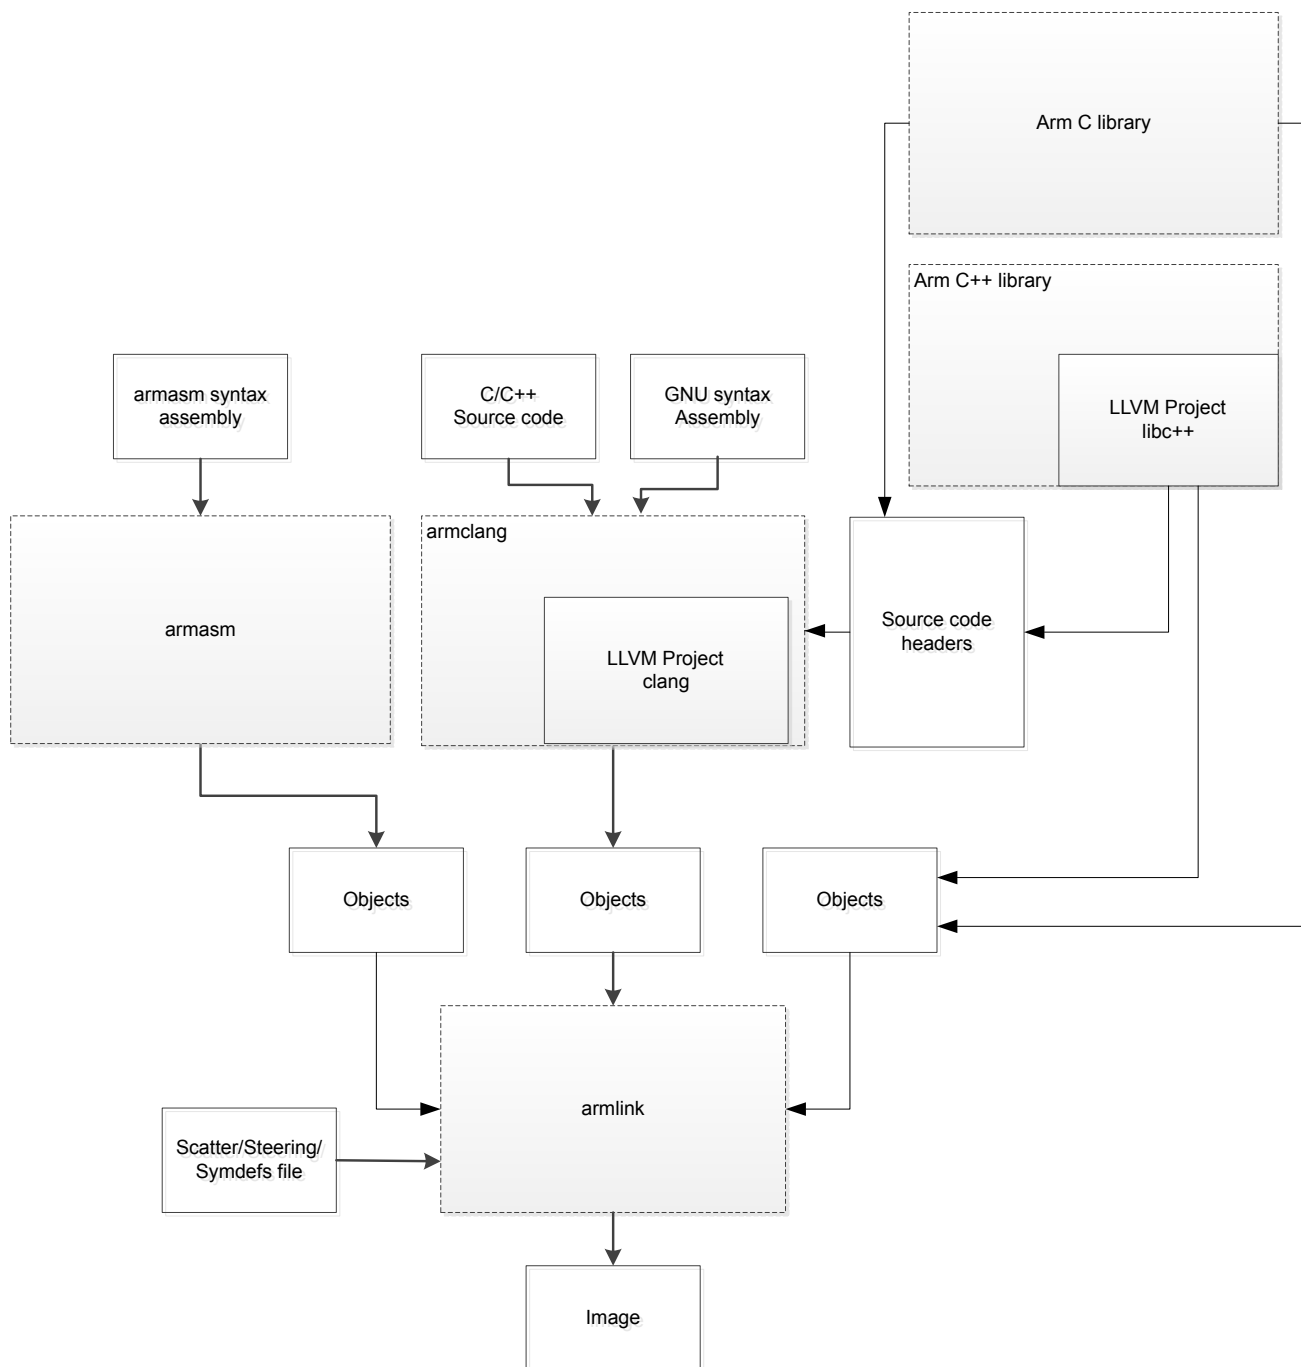 Arm C library
Arm C++ library
LLVM Project
libc++
armasm syntax
assembly
C/C++
Source code
GNU syntax
Assembly
armasm
armclang
LLVM Project
clang
Source code
headers
Objects
Objects
Objects
armlink
Scatter/Steering/
Symdefs file
Image